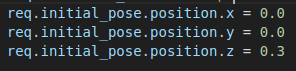 req.initial_pose.position.x = 0.0
req.initial_pose.position.y = 0.0
req.initial_pose.position.z = 0.3